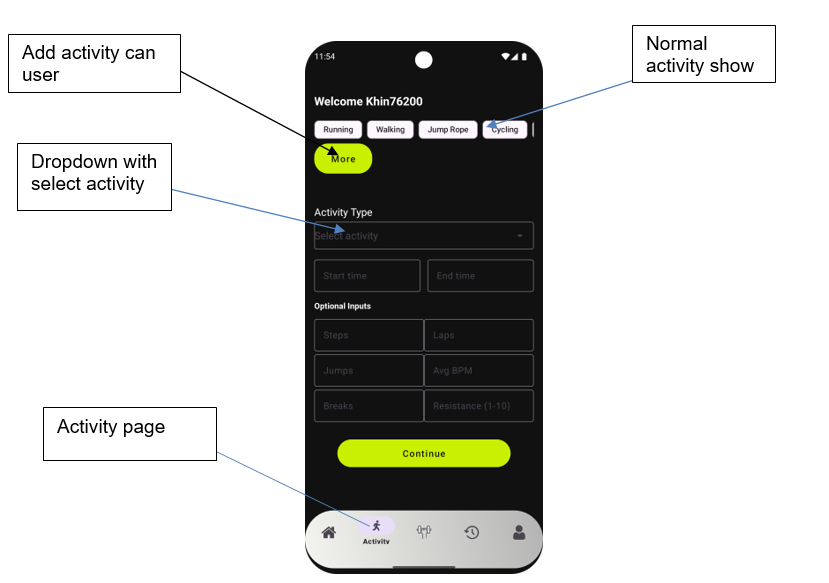 Add activity can
user
Normal
activity show
11:54
Welcome Khin76200
Running
Walking
Jump Rope
Cycling
More
Dropdown with
select activity
Activity Type
Select activity
Start time
End time
Optional Inputs
Steps
Laps
Jumps
Avg BPM
Breaks
Resistance (1-10)
Activity page
Continue
Activity